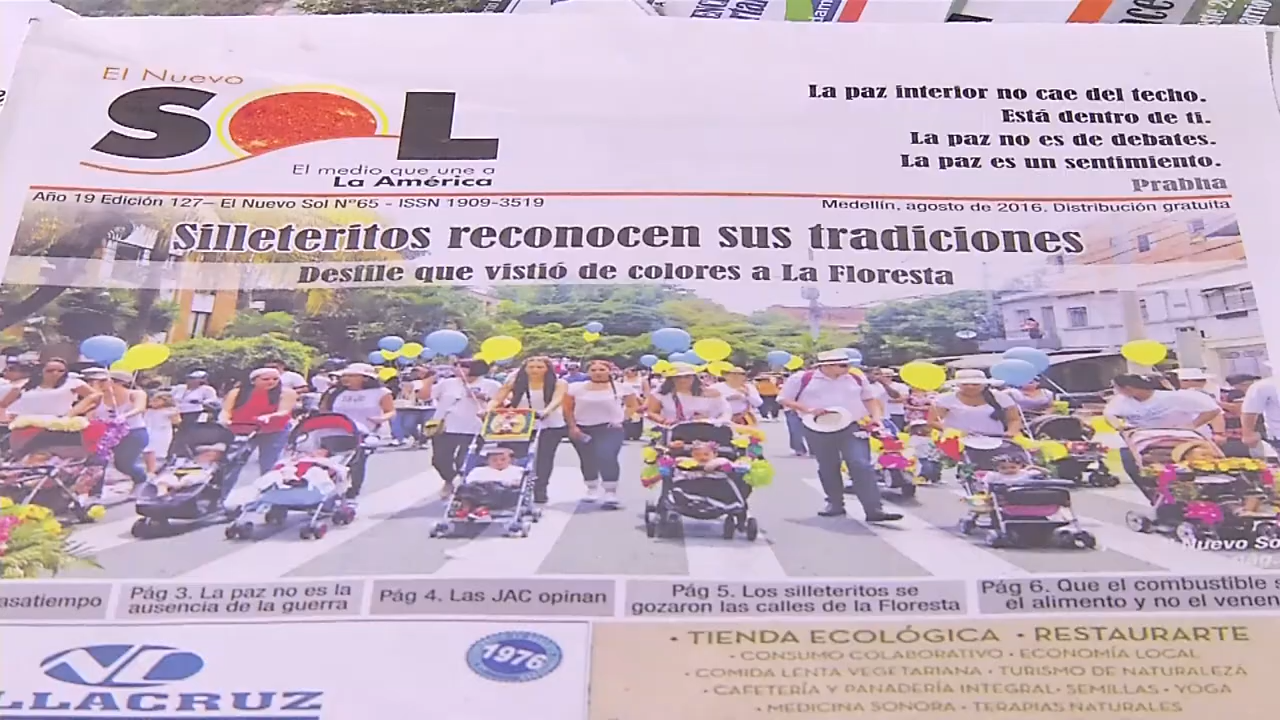 El Nuevo
SOL
El medio que une a
La América
La paz interior no cae del techo.
Está dentro de ti.
La paz no es de debates.
La paz es un sentimiento.
Prabha
Año 19 Edición 127– El Nuevo Sol Nº65 - ISSN 1909-3519
Medellín, agosto de 2016. Distribución gratuita
Silleteritos reconocen sus tradiciones
Desfile que vistió de colores a La Floresta
Nuevo So
asatiempo
Pág 3. La paz no es la
ausencia de la guerra
Pág 4. Las JAC opinan
Pág 5. Los silleteritos se
gozaron las calles de la Floresta
Pág 6. Que el combustible s
el alimento y no el venen
LLACRUZ
1976
• TIENDA ECOLÓGICA • RESTAURARTE
• CONSUMO COLABORATIVO • ECONOMÍA LOCAL
• COMIDA LENTA VEGETARIANA • TURISMO DE NATURALEZA
• CAFETERÍA Y PANADERÍA INTEGRAL • SEMILLAS • YOGA
• MEDICINA SONORA • TERAPIAS NATURALES